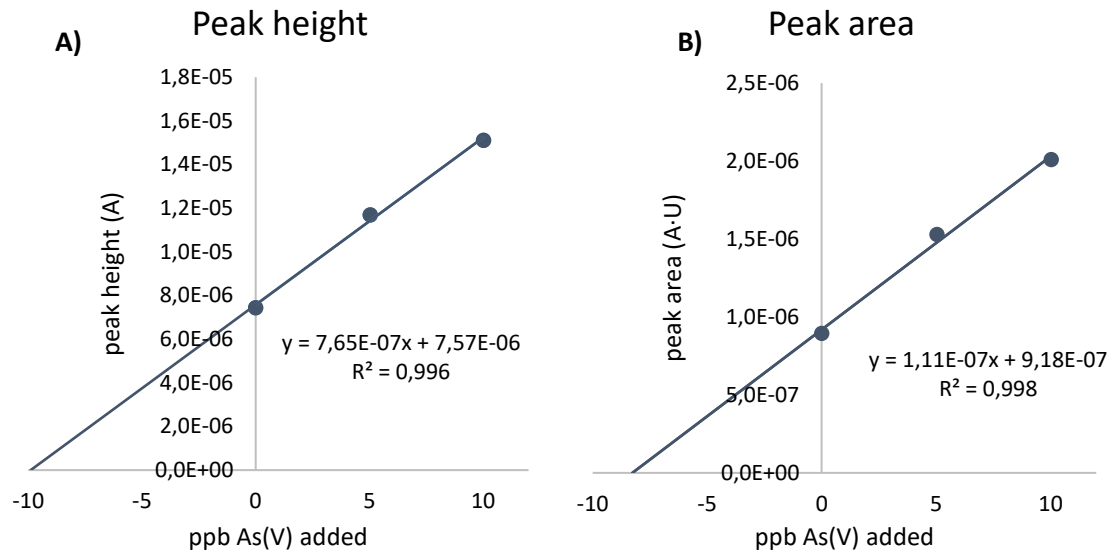 A)
Peak height
1,8E-05
1,6E-05
1,4E-05
1,2E-05
1,0E-05
8,0E-06
6,0E-06
4,0E-06
2,0E-06
0,0E+00
peak height (A)
y = 7,65E-07x + 7,57E-06
R² = 0,996
-10
-5
0
5
10
ppb As(V) added
B)
Peak area
2,5E-06
2,0E-06
1,5E-06
1,0E-06
5,0E-07
0,0E+00
peak area (A·U)
y = 1,11E-07x + 9,18E-07
R² = 0,998
-10
-5
0
5
10
ppb As(V) added